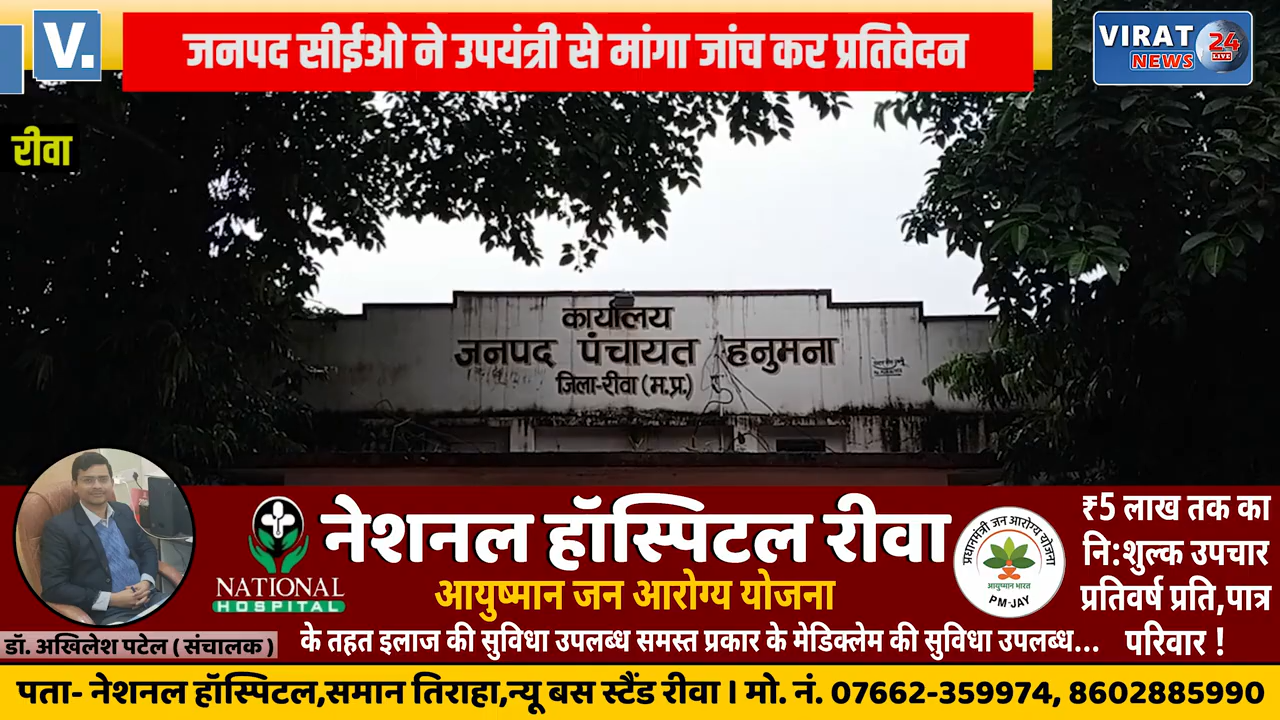 V.
जनपद सीईओ ने उपयंत्री से मांगा जांच कर प्रतिवेदन
VIRAT
NEWS
24
LIVE
रीवा
कार्यालय
जनपद पंचायत हनुमना
जिला-रीवा (म.प्र.)
नेशनल हॉस्पिटल रीवा
आयुष्मान जन आरोग्य योजना
के तहत इलाज की सुविधा उपलब्ध समस्त प्रकार के मेडिक्लेम की सुविधा उपलब्ध...
NATIONAL
HOSPITAL
प्रधानमंत्री जन आरोग्य योजना
आयुष्मान भारत
PM-JAY
₹5 लाख तक का
नि:शुल्क उपचार
प्रतिवर्ष प्रति,पात्र
परिवार !
डॉ. अखिलेश पटेल ( संचालक )
पता- नेशनल हॉस्पिटल,समान तिराहा,न्यू बस स्टैंड रीवा । मो. नं. 07662-359974, 8602885990